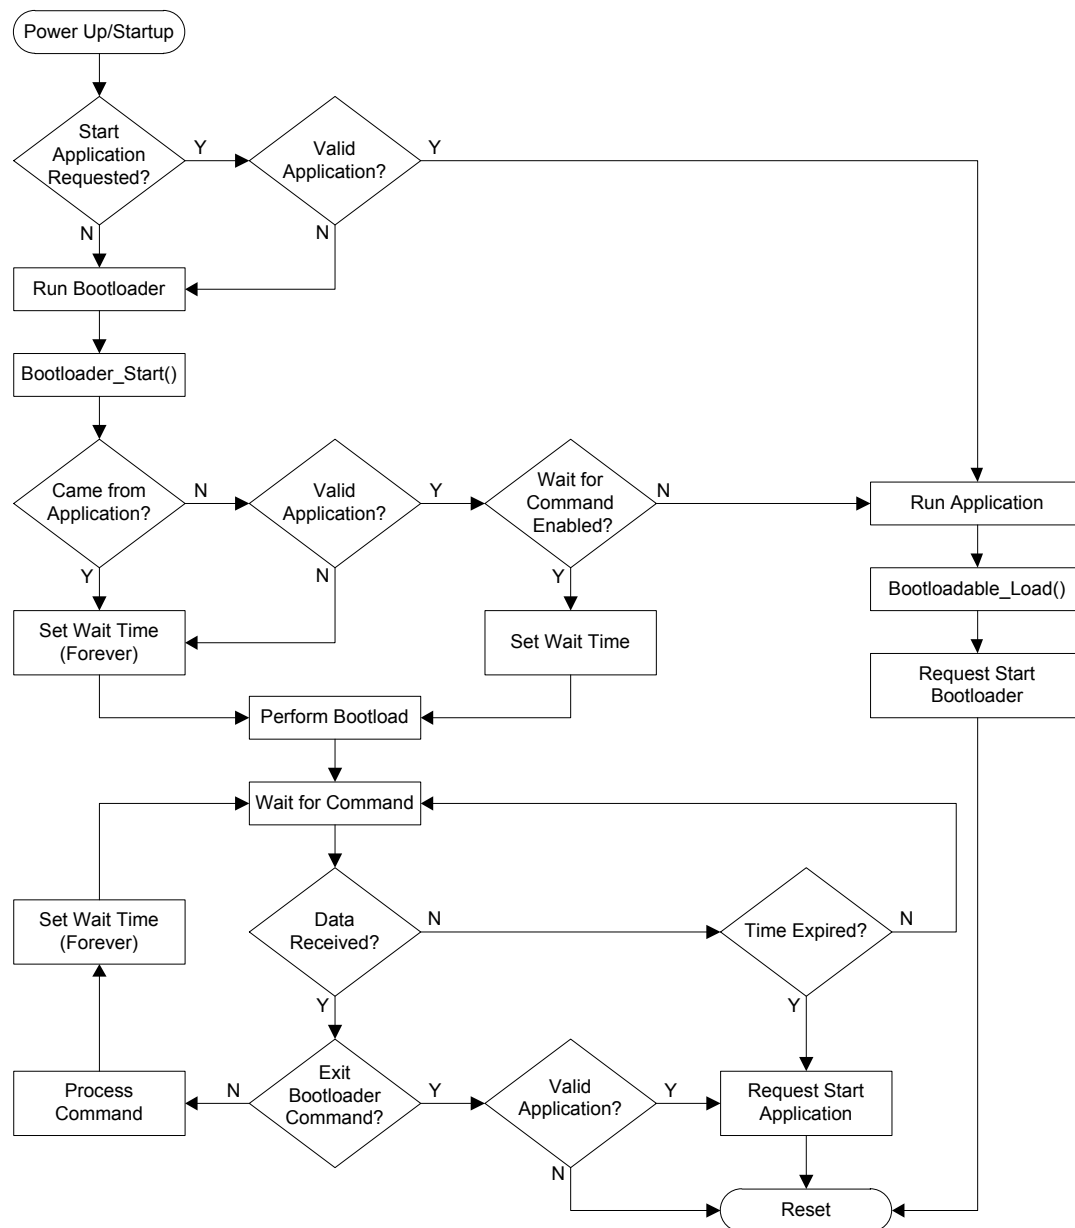 Power Up/Startup
Start
Application
Requested?
Y
Valid
Application?
Y
N
N
Run Bootloader
Bootloader_Start()
Came from
Application?
N
Valid
Application?
Y
Wait for
Command
Enabled?
N
Run Application
Y
N
Y
Bootloadable_Load()
Set Wait Time
(Forever)
Set Wait Time
Request Start
Bootloader
Perform Bootload
Wait for Command
Set Wait Time
(Forever)
Data
Received?
N
Time Expired?
N
Y
Y
Process
Command
N
Exit
Bootloader
Command?
Y
Valid
Application?
Y
Request Start
Application
N
Reset